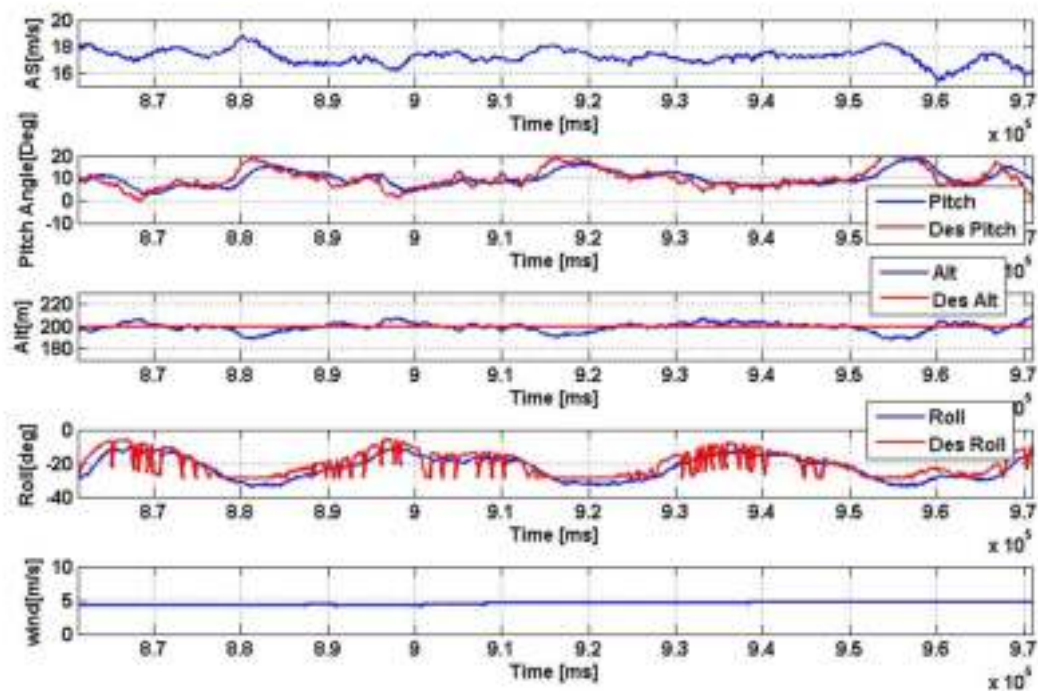 20
18
16
AS[m/s]
8.7 8.8 8.9 9 9.1 9.2 9.3 9.4 9.5 9.6 9.7
Time [ms]
x 10^5
20
10
0
-10
Pitch Angle[Deg]
Pitch
Des Pitch
8.7 8.8 8.9 9 9.1 9.2 9.3 9.4 9.5 7
Time [ms]
0^5
Alt
Des Alt
220
200
180
Alt[m]
8.7 8.8 8.9 9 9.1 9.2 9.3 9.4 9.5 9.6 9.7
Time [ms]
0^5
Roll
Des Roll
0
-20
-40
Roll[deg]
8.7 8.8 8.9 9 9.1 9.2 9.3 9.4 9.5 9.6 9.7
Time [ms]
x 10^5
10
5
0
wind[m/s]
8.7 8.8 8.9 9 9.1 9.2 9.3 9.4 9.5 9.6 9.7
Time [ms]
x 10^5